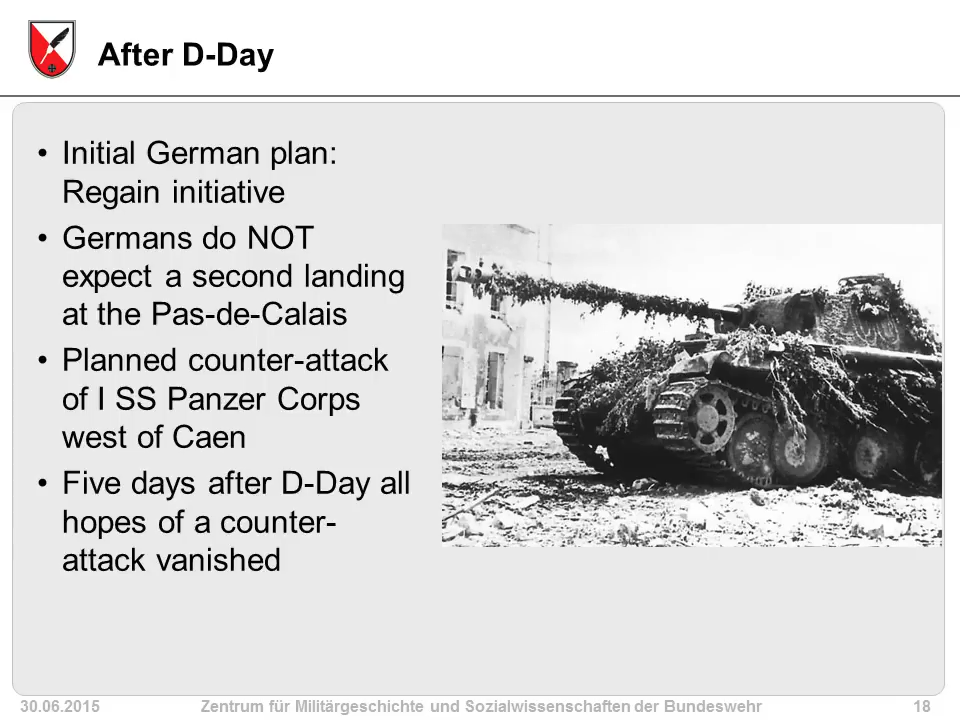 After D-Day
• Initial German plan:
Regain initiative
• Germans do NOT
expect a second landing
at the Pas-de-Calais
• Planned counter-attack
of I SS Panzer Corps
west of Caen
• Five days after D-Day all
hopes of a counter-
attack vanished
30.06.2015 Zentrum für Militärgeschichte und Sozialwissenschaften der Bundeswehr 18